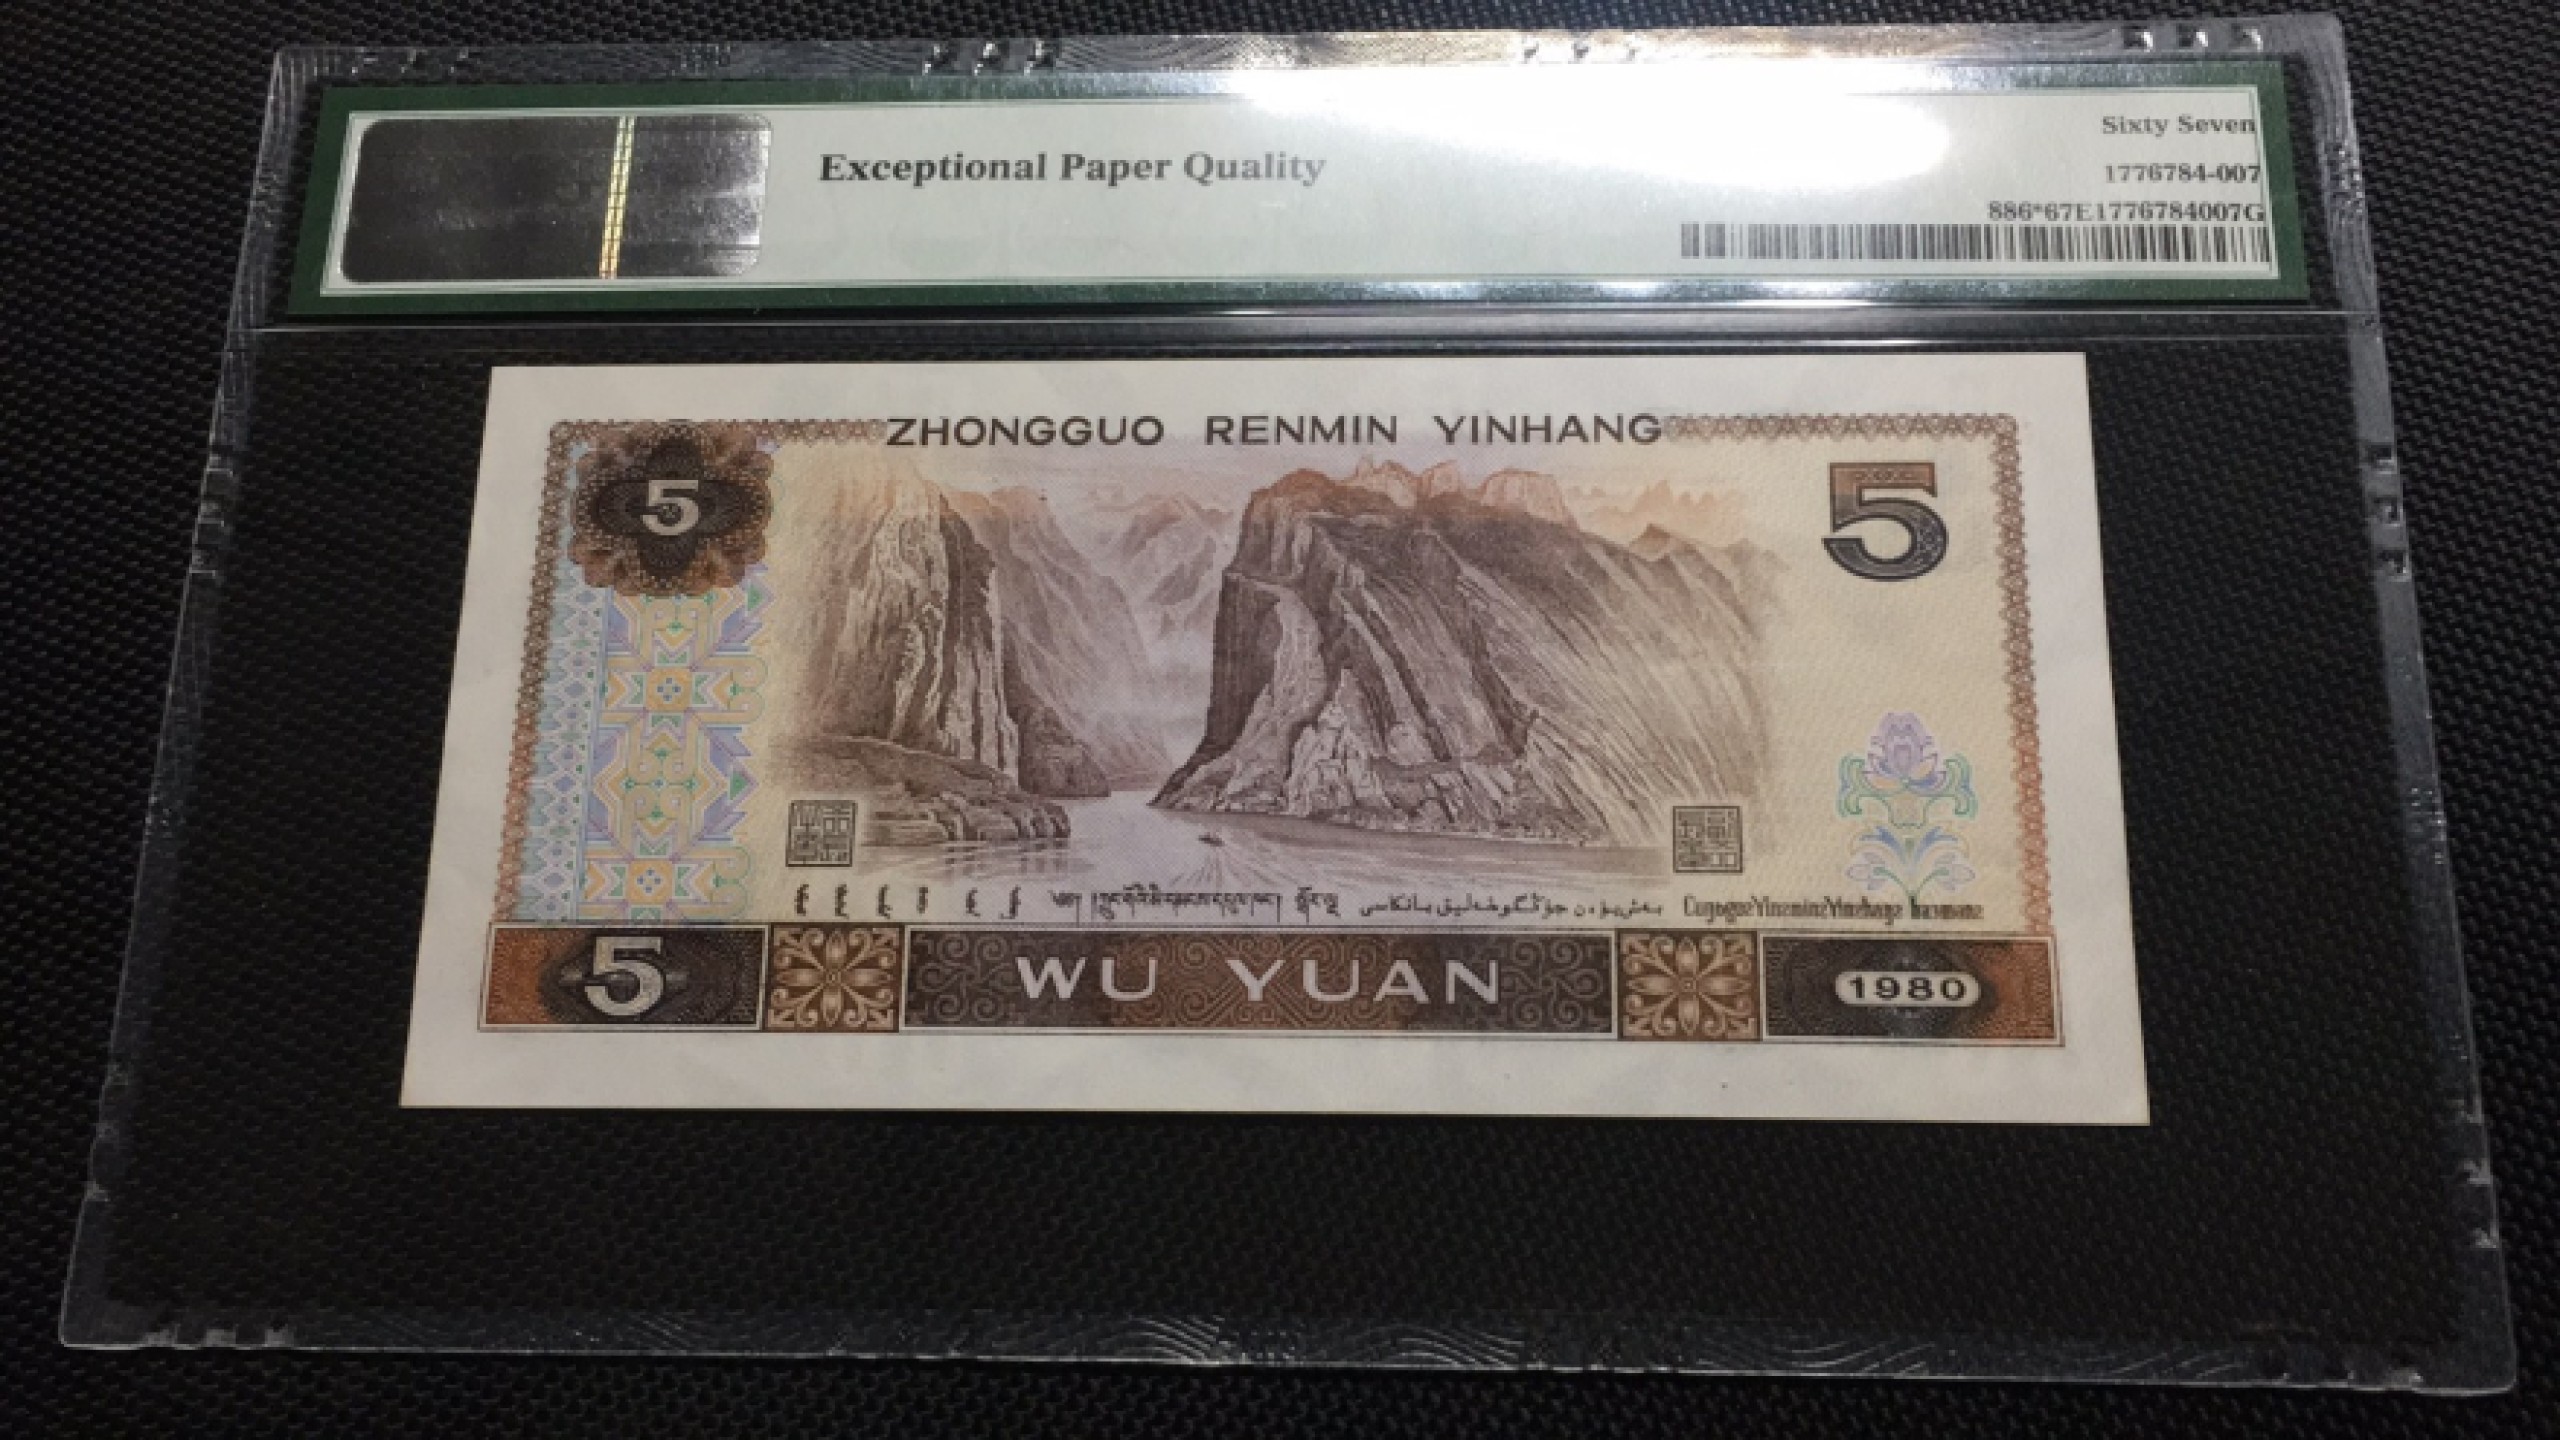 Exceptional Paper Quality
Sixty Seven
1776784-007
886*67E1776784007G
ZHONGGUO RENMIN YINHANG
5
5
5
WU YUAN
1980